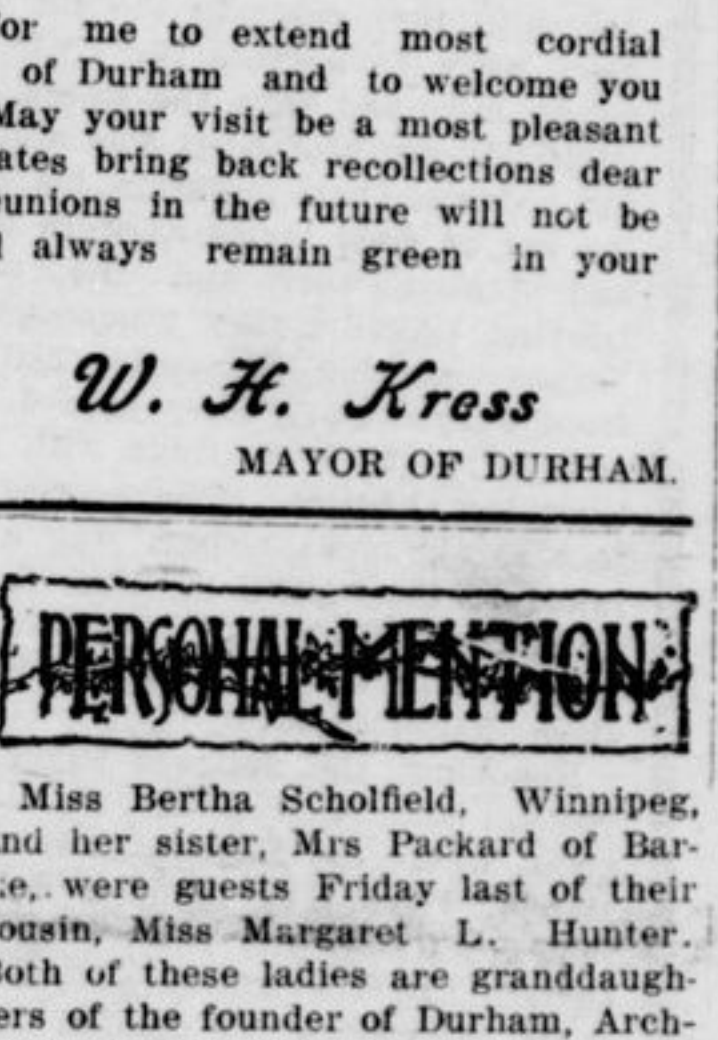 or me to extend most cordial
of Durham and to welcome you
May your visit be a most pleasant
ates bring back recollections dear
unions in the future will not be
always remain green in your
W. H. Kress
MAYOR OF DURHAM.
PERSONAL MENTION
Miss Bertha Scholfield, Winnipeg,
nd her sister, Mrs Packard of Bar-
ke, were guests Friday last of their
ousin, Miss Margaret L. Hunter.
Both of these ladies are granddaugh-
ers of the founder of Durham, Arch-